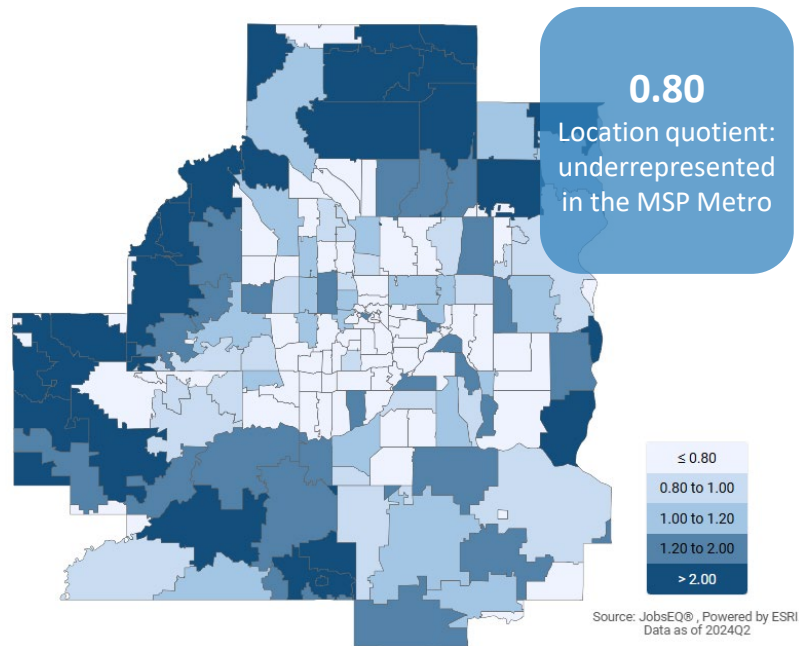 0.80
Location quotient:
underrepresented
in the MSP Metro
≤ 0.80
0.80 to 1.00
1.00 to 1.20
1.20 to 2.00
> 2.00
Source: JobsEQ® , Powered by ESRI
Data as of 2024Q2